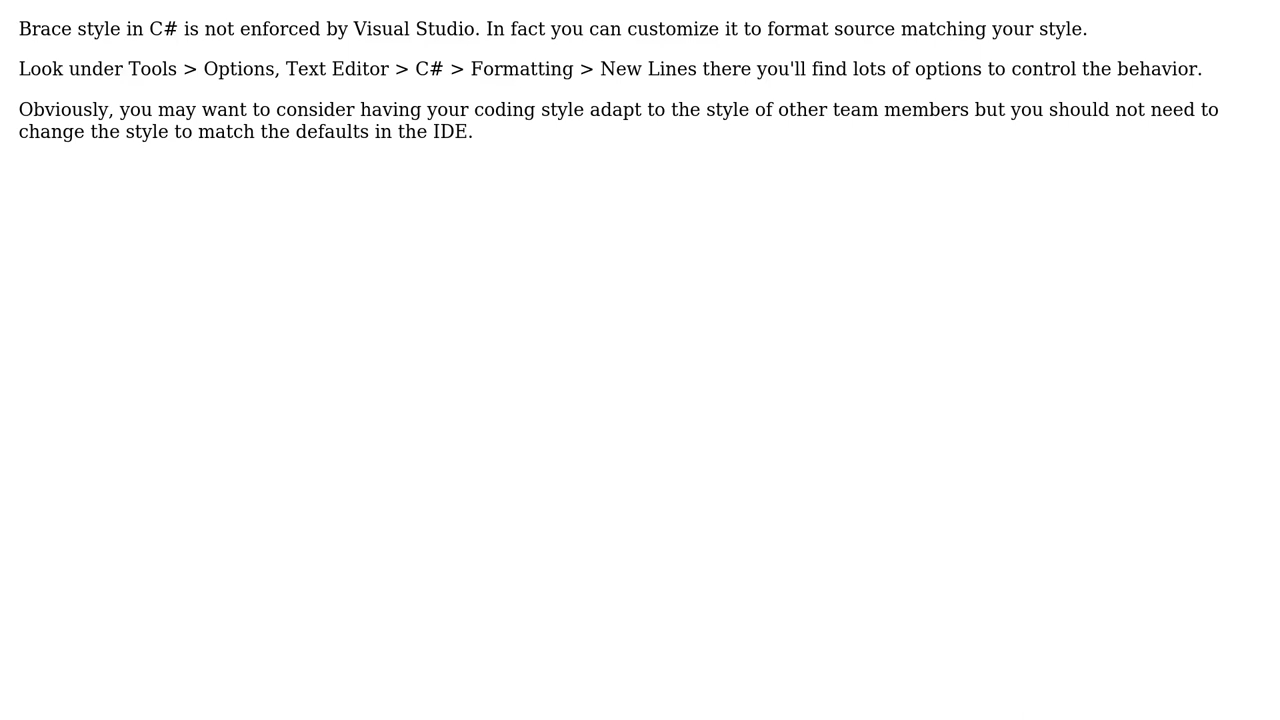 Brace style in C# is not enforced by Visual Studio. In fact you can customize it to format source matching your style.
Look under Tools > Options, Text Editor > C# > Formatting > New Lines there you'll find lots of options to control the behavior.
Obviously, you may want to consider having your coding style adapt to the style of other team members but you should not need to
change the style to match the defaults in the IDE.